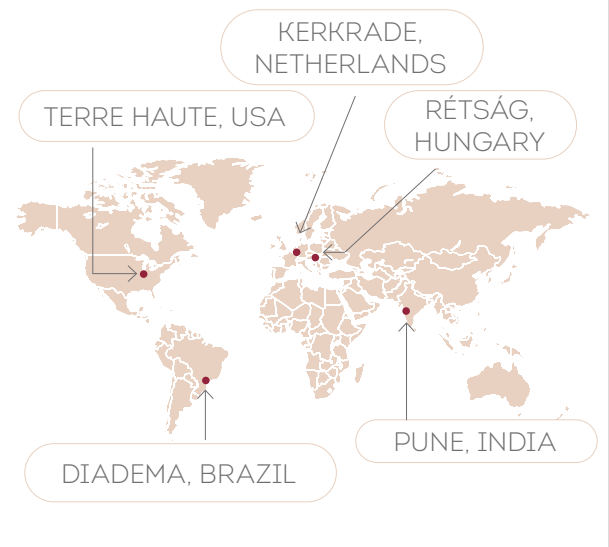 KERKRADE,
NETHERLANDS
TERRE HAUTE, USA
RÉTSÁG,
HUNGARY
PUNE, INDIA
DIADEMA, BRAZIL